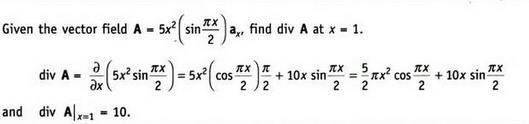 Given the vector field A = 5x²(sin πx/2) aₓ, find div A at x = 1.
div A = ∂/∂x (5x² sin πx/2) = 5x² (cos πx/2) π/2 + 10x sin πx/2 = 5/2 πx² cos πx/2 + 10x sin πx/2
and div A|ₓ₌₁ = 10.